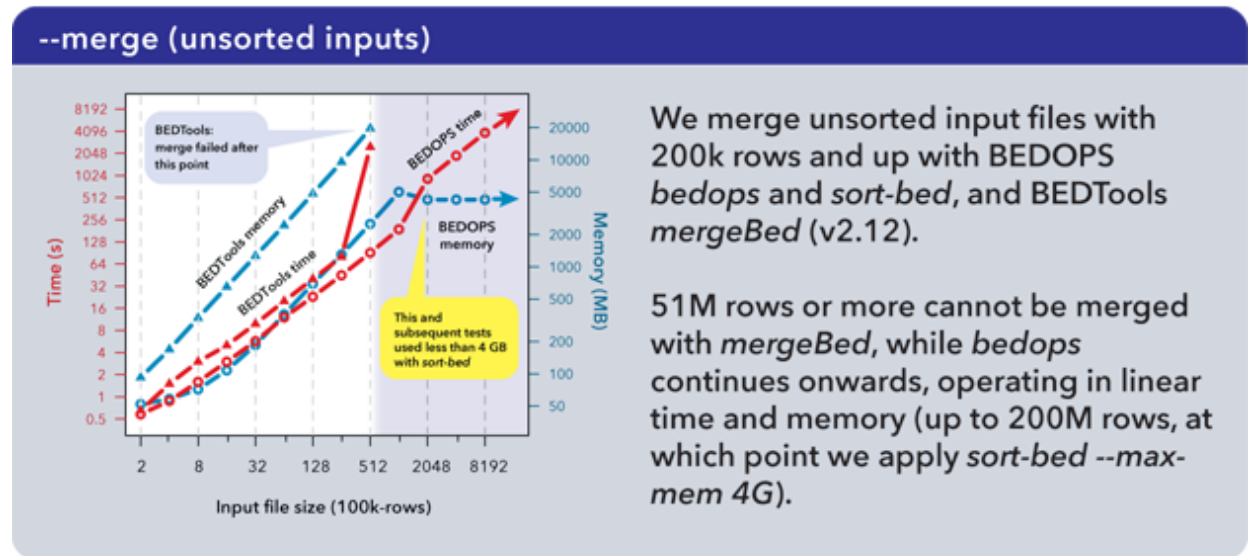 --merge (unsorted inputs)
Time (s)
8192
4096
2048
1024
512
256
128
64
32
16
8
4
2
1
0.5
BEDTools:
merge failed after
this point
BEDTools memory
BEDTools time
BEDOPS time
BEDOPS
memory
This and
subsequent tests
used less than 4 GB
with sort-bed
20000
10000
5000
2000
1000
500
200
100
50
Memory (MB)
2 8 32 128 512 2048 8192
Input file size (100k-rows)
We merge unsorted input files with
200k rows and up with BEDOPS
bedops and sort-bed, and BEDTools
mergeBed (v2.12).
51M rows or more cannot be merged
with mergeBed, while bedops
continues onwards, operating in linear
time and memory (up to 200M rows, at
which point we apply sort-bed --max-
mem 4G).